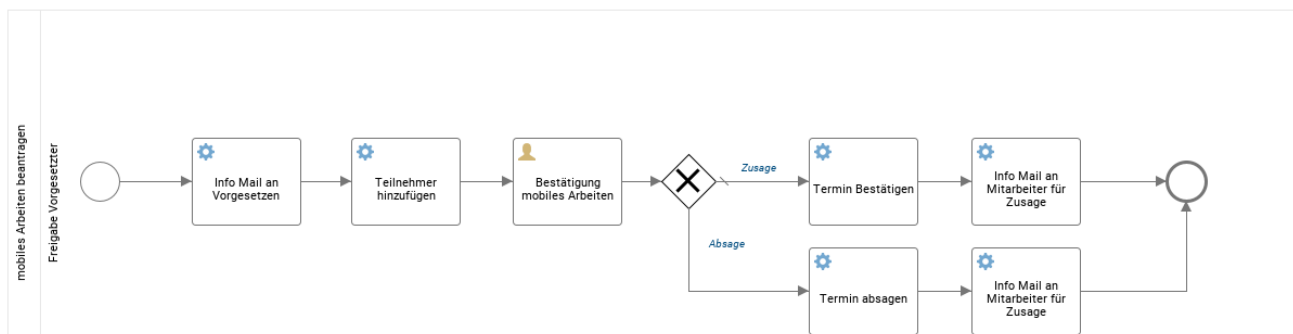 mobiles Arbeiten beantragen
Freigabe Vorgesetzter
Info Mail an
Vorgesetzen
Teilnehmer
hinzufügen
Bestätigung
mobiles Arbeiten
Zusage
Absage
Termin Bestätigen
Info Mail an
Mitarbeiter für
Zusage
Termin absagen
Info Mail an
Mitarbeiter für
Zusage